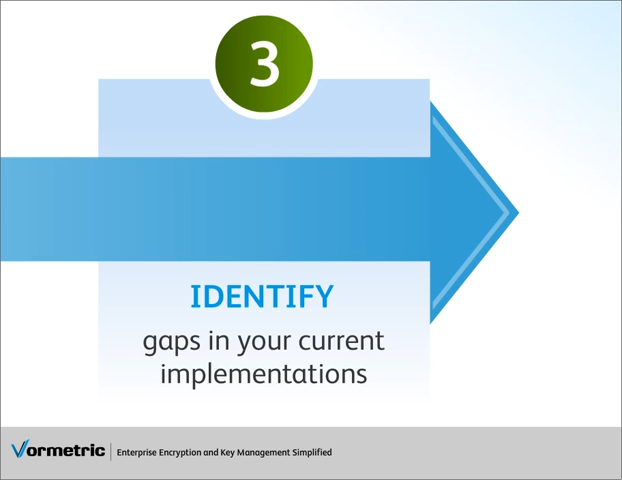 3
IDENTIFY
gaps in your current
implementations
Vormetric
Enterprise Encryption and Key Management Simplified